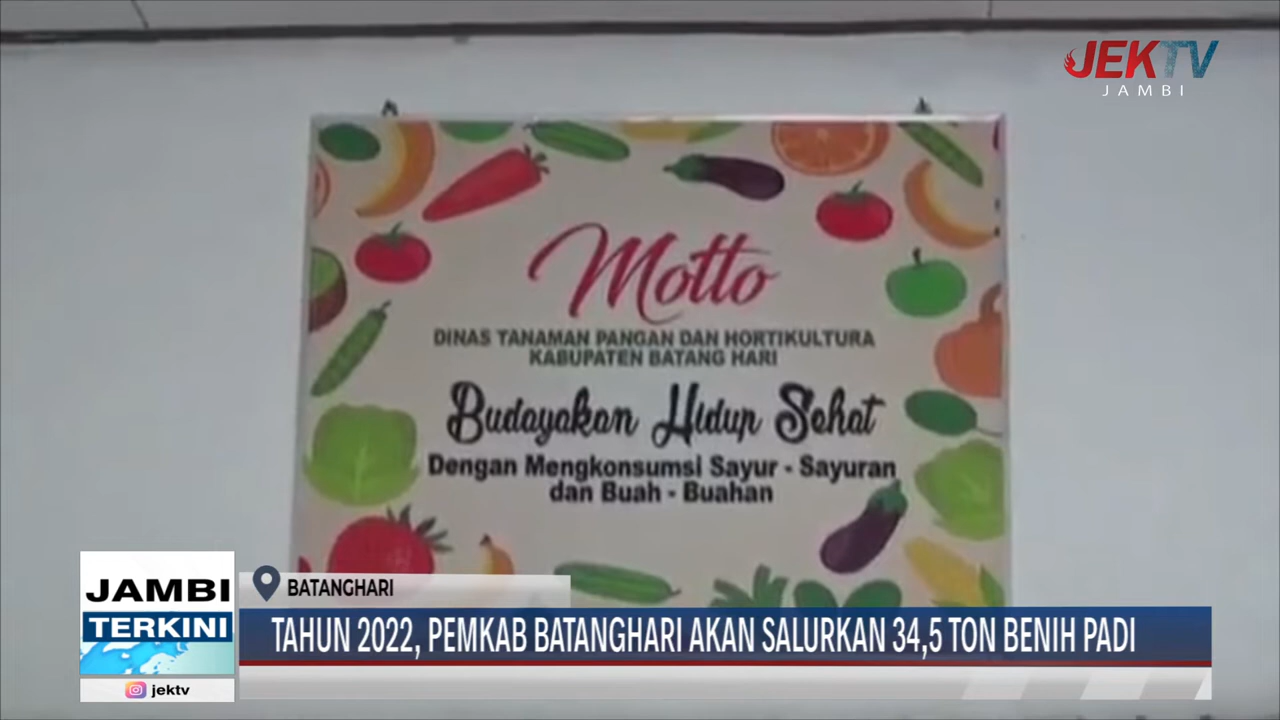 JEKTV
JAMBI
Motto
DINAS TANAMAN PANGAN DAN HORTIKULTURA
KABUPATEN BATANG HARI
Budayakan Hidup Sehat
Dengan Mengkonsumsi Sayur - Sayuran
dan Buah - Buahan
JAMBI
TERKINI
jektv
BATANGHARI
TAHUN 2022, PEMKAB BATANGHARI AKAN SALURKAN 34,5 TON BENIH PADI